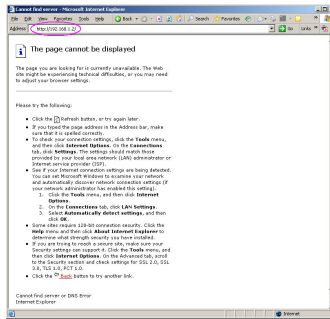 Cannot find server - Microsoft Internet Explorer
File Edit View Favorites Tools Help Back Search Favorites
Address http://192.168.1.2/ Go Links
The page cannot be displayed
The page you are looking for is currently unavailable. The Web
site might be experiencing technical difficulties, or you may need
to adjust your browser settings.
Please try the following:
Click the Refresh button, or try again later.
If you typed the page address in the Address bar, make
sure that it is spelled correctly.
To check your connection settings, click the Tools menu,
and then click Internet Options. On the Connections
tab, click Settings. The settings should match those
provided by your local area network (LAN) administrator or
Internet service provider (ISP).
See if your Internet connection settings are being detected.
You can set Microsoft Windows to examine your network
and automatically discover network connection settings (if
your network administrator has enabled this setting).
1. Click the Tools menu, and then click Internet
Options.
2. On the Connections tab, click LAN Settings.
3. Select Automatically detect settings, and then
click OK.
Some sites require 128-bit connection security. Click the
Help menu and then click About Internet Explorer to
determine what strength security you have installed.
If you are trying to reach a secure site, make sure your
Security settings can support it. Click the Tools menu, and
then click Internet Options. On the Advanced tab, scroll
to the Security section and check settings for SSL 2.0, SSL
3.0, TLS 1.0, PCT 1.0.
Click the Back button to try another link.
Cannot find server or DNS Error
Internet Explorer
Internet